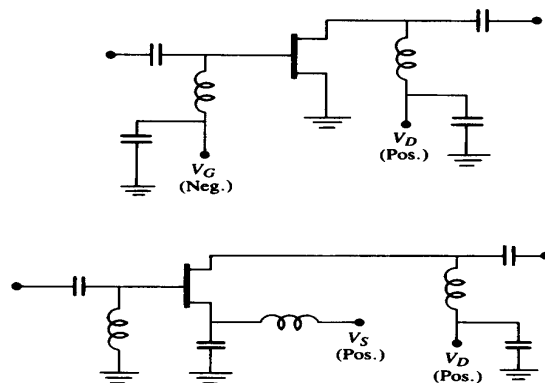 V_G
(Neg.)
V_D
(Pos.)
V_S
(Pos.)
V_D
(Pos.)